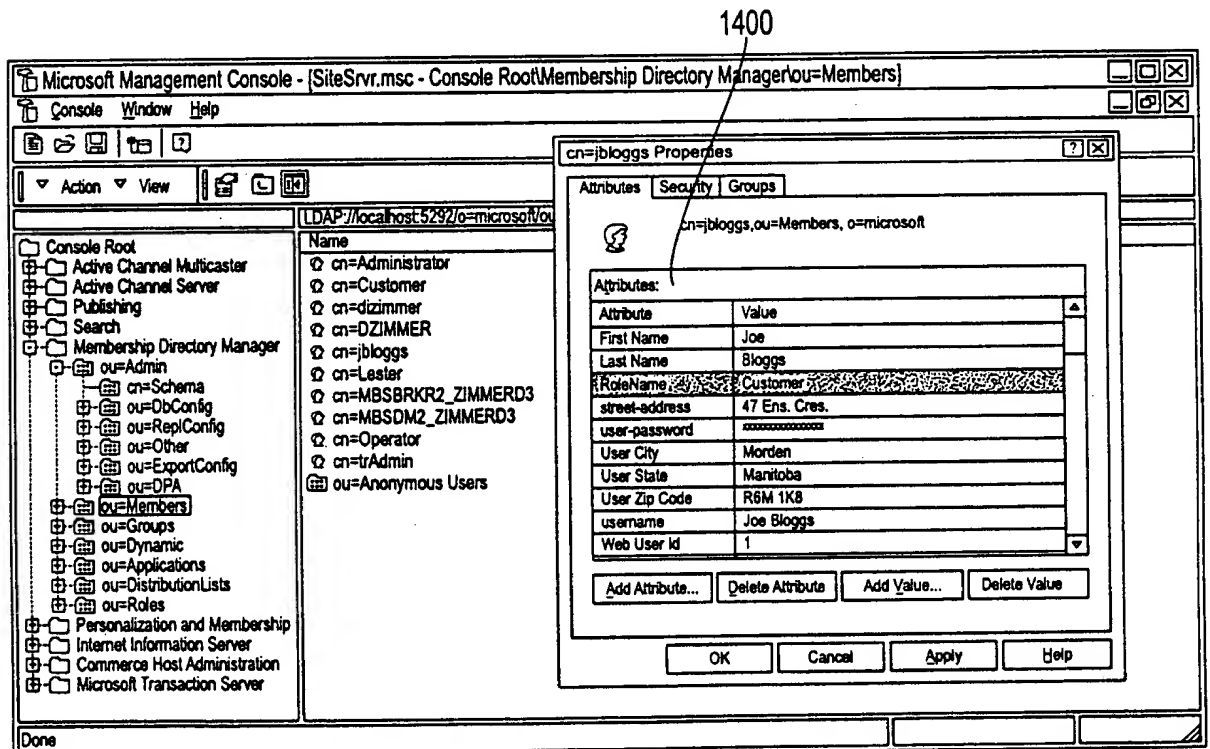 1400
Microsoft Management Console - [SiteSrvr.msc - Console Root\Membership Directory Manager\ou=Members]
Console Window Help
Action View
LDAP://localhost:5292/o=microsoft/ou
Console Root
Active Channel Multicaster
Active Channel Server
Publishing
Search
Membership Directory Manager
ou=Admin
cn=Schema
ou=DbConfig
ou=ReplConfig
ou=Other
ou=ExportConfig
ou=DPA
ou=Members
ou=Groups
ou=Dynamic
ou=Applications
ou=DistributionLists
ou=Roles
Personalization and Membership
Internet Information Server
Commerce Host Administration
Microsoft Transaction Server
Name
cn=Administrator
cn=Customer
cn=dizimmer
cn=DZIMMER
cn=jbloggs
cn=Lester
cn=MBSBRKR2_ZIMMERD3
cn=MBSDM2_ZIMMERD3
cn=Operator
cn=trAdmin
ou=Anonymous Users
cn=jbloggs Properties
Attributes Security Groups
cn=jbloggs,ou=Members, o=microsoft
Attributes:
Attribute Value
First Name Joe
Last Name Bloggs
RoleName Customer
street-address 47 Ens. Cres.
user-password
User City Morden
User State Manitoba
User Zip Code R6M 1K8
username Joe Bloggs
Web User Id 1
Add Attribute... Delete Attribute Add Value... Delete Value
OK Cancel Apply Help
Done